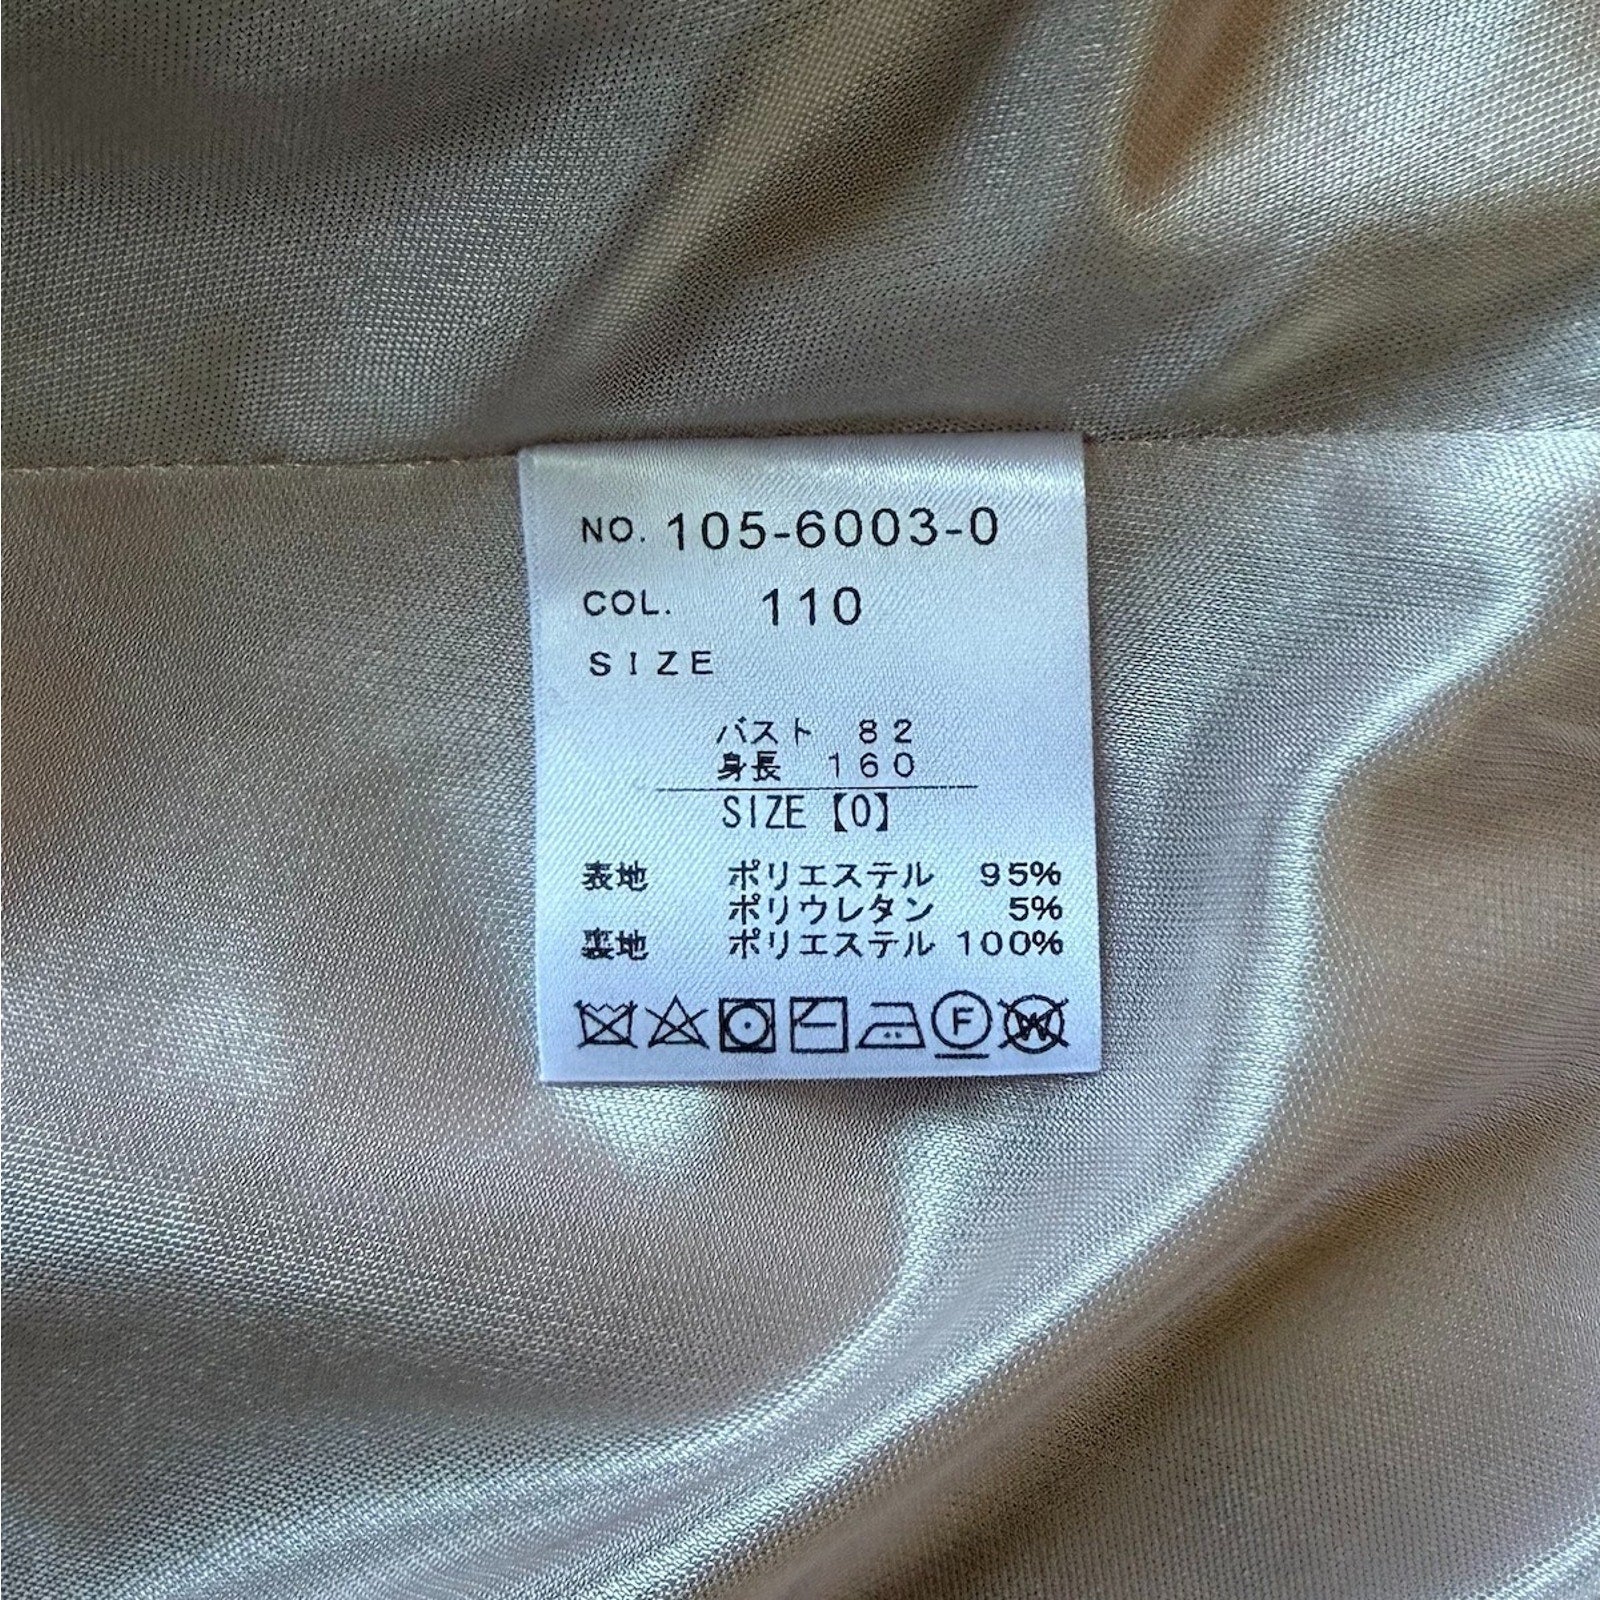 NO. 105-6003-0
COL. 110
SIZE
バスト 82
身長 160
SIZE【0】
表地 ポリエステル 95%
ポリウレタン 5%
裏地 ポリエステル 100%
F W